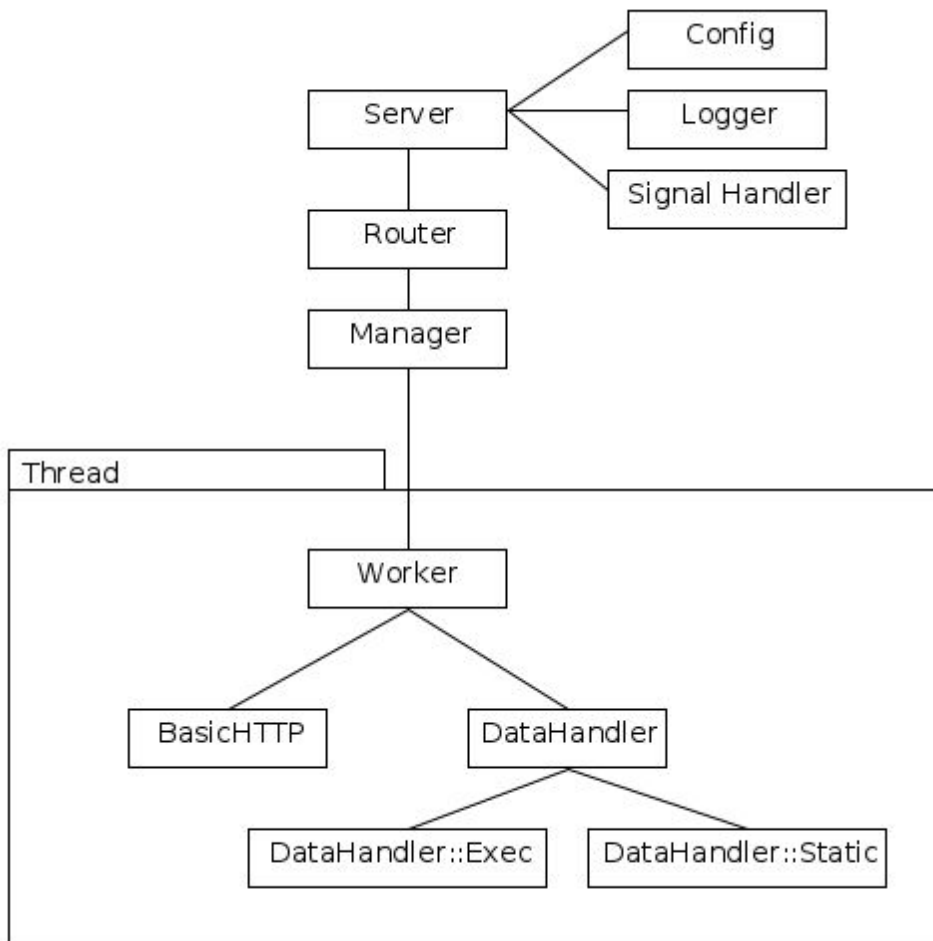 Config
Server
Logger
Signal Handler
Router
Manager
Thread
Worker
BasicHTTP
DataHandler
DataHandler::Exec
DataHandler::Static